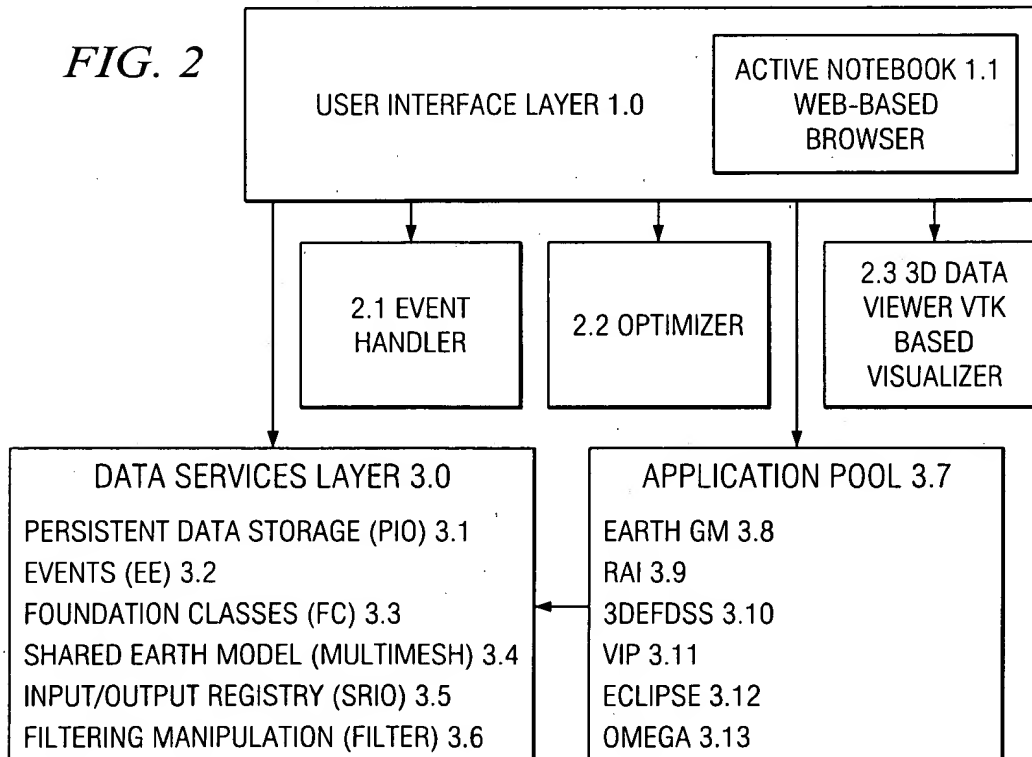 FIG. 2
USER INTERFACE LAYER 1.0
ACTIVE NOTEBOOK 1.1
WEB-BASED
BROWSER
2.1 EVENT
HANDLER
2.2 OPTIMIZER
2.3 3D DATA
VIEWER VTK
BASED
VISUALIZER
DATA SERVICES LAYER 3.0
PERSISTENT DATA STORAGE (PIO) 3.1
EVENTS (EE) 3.2
FOUNDATION CLASSES (FC) 3.3
SHARED EARTH MODEL (MULTIMESH) 3.4
INPUT/OUTPUT REGISTRY (SRIO) 3.5
FILTERING MANIPULATION (FILTER) 3.6
APPLICATION POOL 3.7
EARTH GM 3.8
RAI 3.9
3DEFDSS 3.10
VIP 3.11
ECLIPSE 3.12
OMEGA 3.13